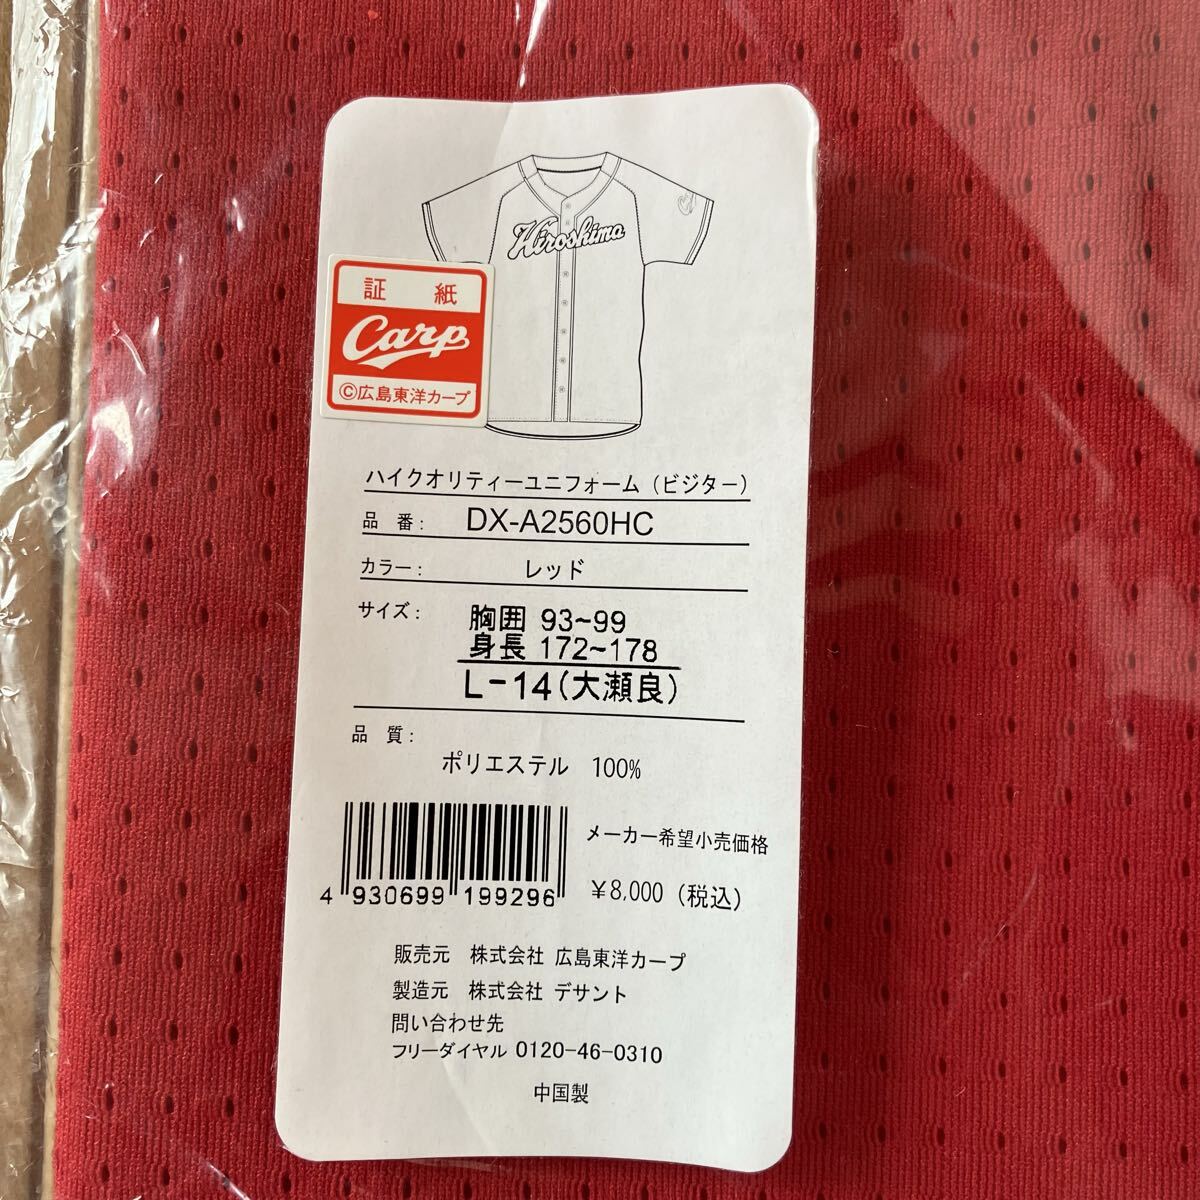 Hiroshima
証 紙
Carp
©広島東洋カープ
ハイクオリティーユニフォーム（ビジター）
品 番： DX-A2560HC
カラー： レッド
サイズ： 胸囲 93~99
身長 172~178
L-14(大瀬良)
品 質：
ポリエステル 100%
メーカー希望小売価格
¥8,000（税込）
4 930699 199296
販売元 株式会社 広島東洋カープ
製造元 株式会社 デサント
問い合わせ先
フリーダイヤル 0120-46-0310
中国製